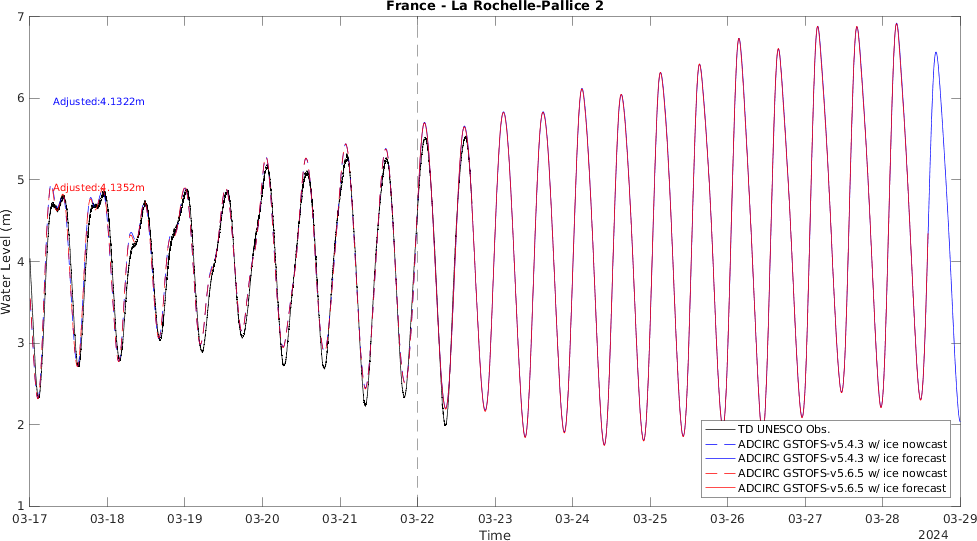 France - La Rochelle-Pallice 2
Water Level (m)
7
6
5
4
3
2
1
Adjusted:4.1322m
Adjusted:4.1352m
TD UNESCO Obs.
ADCIRC GSTOFS-v5.4.3 w/ ice nowcast
ADCIRC GSTOFS-v5.4.3 w/ ice forecast
ADCIRC GSTOFS-v5.6.5 w/ ice nowcast
ADCIRC GSTOFS-v5.6.5 w/ ice forecast
03-17 03-18 03-19 03-20 03-21 03-22 03-23 03-24 03-25 03-26 03-27 03-28 03-29
Time
2024